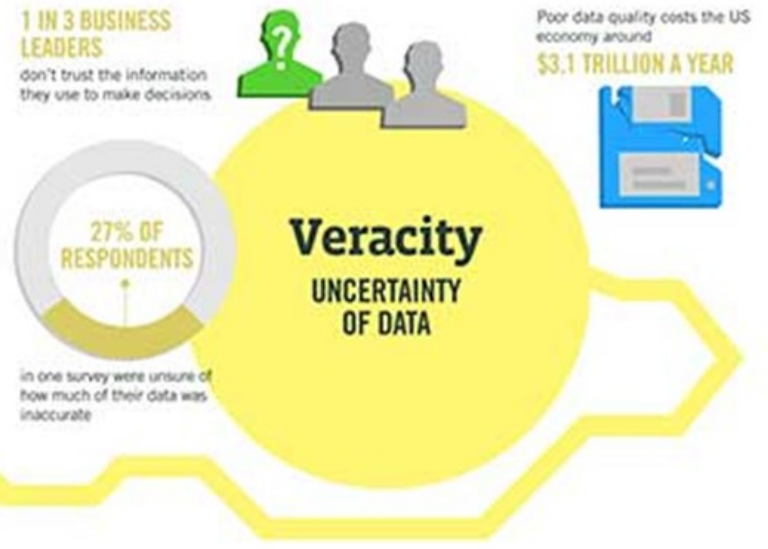 1 IN 3 BUSINESS
LEADERS
don't trust the information
they use to make decisions
?
Poor data quality costs the US
economy around
$3.1 TRILLION A YEAR
27% OF
RESPONDENTS
in one survey were unsure of
how much of their data was
inaccurate
Veracity
UNCERTAINTY
OF DATA